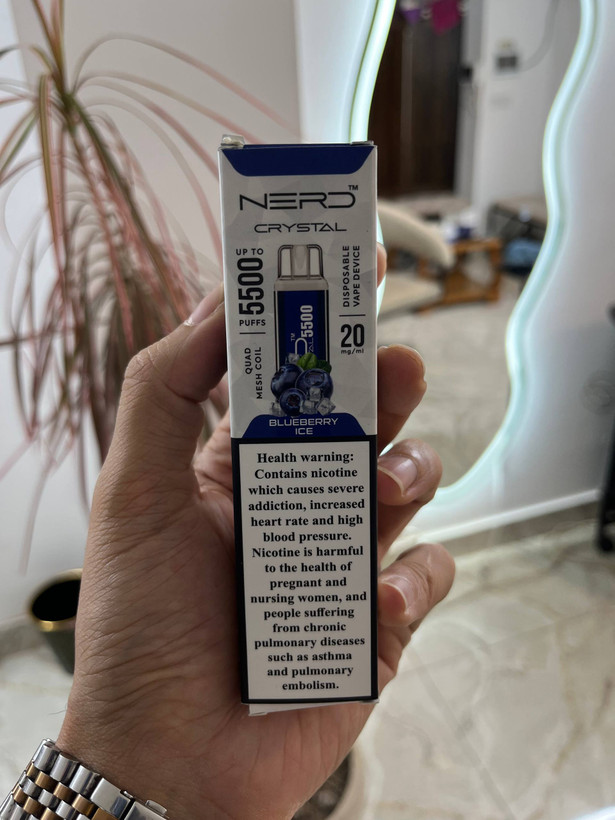 NERD™
CRYSTAL
UP TO
5500
PUFFS
QUAD
MESH COIL
DISPOSABLE
VAPE DEVICE
20
mg/ml
5500
BLUEBERRY
ICE
Health warning:
Contains nicotine
which causes severe
addiction, increased
heart rate and high
blood pressure.
Nicotine is harmful
to the health of
pregnant and
nursing women, and
people suffering
from chronic
pulmonary diseases
such as asthma
and pulmonary
embolism.